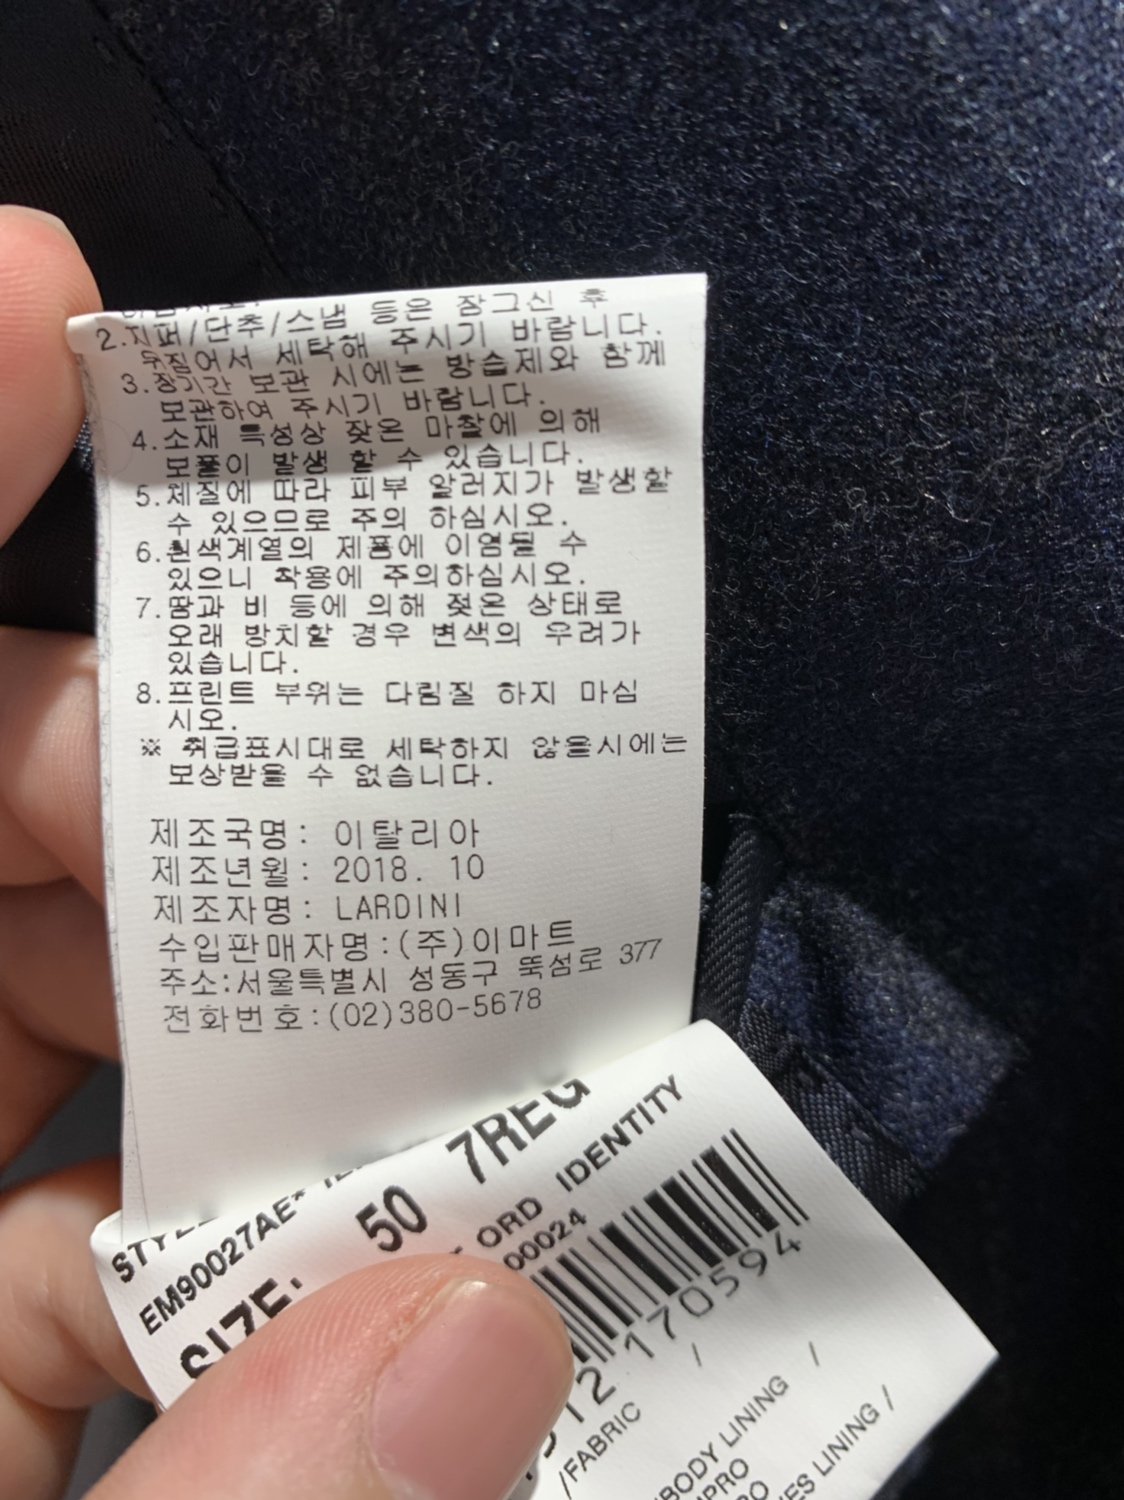 2.지퍼/단추/스냅 등은 잠그신 후
뒤집어서 세탁해 주시기 바랍니다.
3.장기간 보관 시에는 방습제와 함께
보관하여 주시기 바랍니다.
4.소재 특성상 잦은 마찰에 의해
보풀이 발생 할 수 있습니다.
5.체질에 따라 피부 알러지가 발생할
수 있으므로 주의 하십시오.
6.흰색계열의 제품에 이염될 수
있으니 착용에 주의하십시오.
7.땀과 비 등에 의해 젖은 상태로
오래 방치할 경우 변색의 우려가
있습니다.
8.프린트 부위는 다림질 하지 마십
시오.
※ 취급표시대로 세탁하지 않을시에는
보상받을 수 없습니다.
제조국명: 이탈리아
제조년월: 2018. 10
제조자명: LARDINI
수입판매자명:(주)이마트
주소:서울특별시 성동구 뚝섬로 377
전화번호:(02)380-5678
EM90027AE*
SIZE: 50 7REG
ORD IDENTITY
00024
12 170594
/FABRIC / /
BODY LINING
LINING /